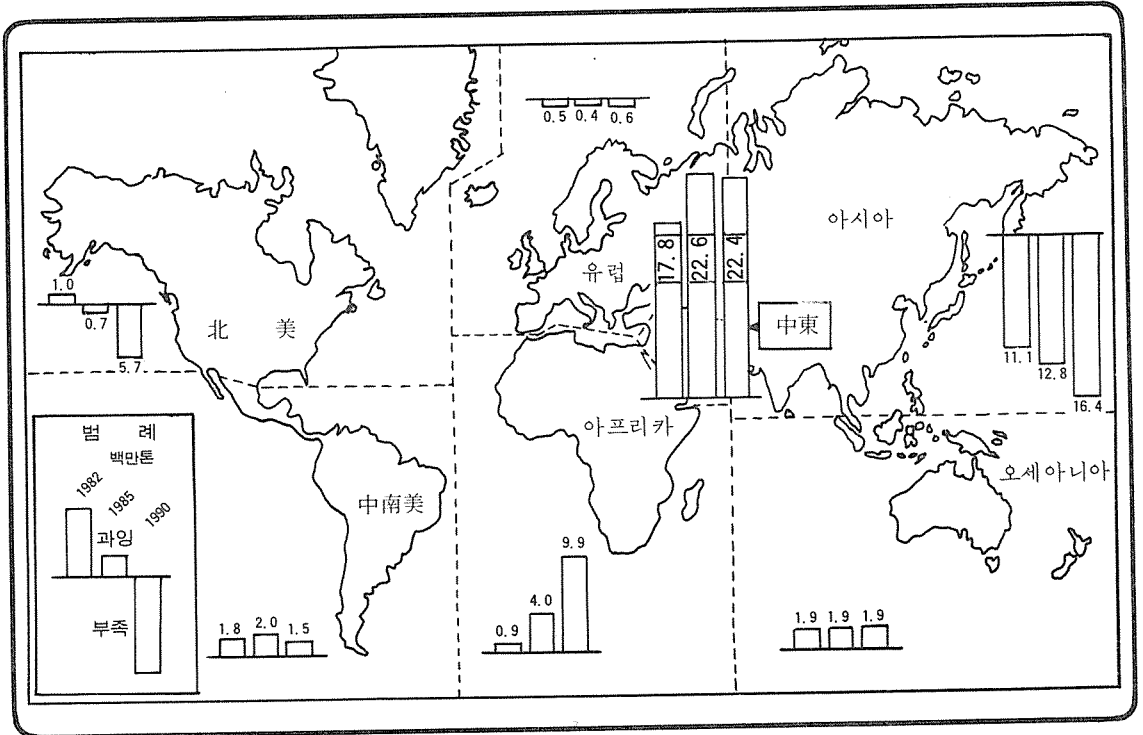 0.5 0.4 0.6
아시아
유럽
17.8 22.6 22.4
中東
1.0
0.7
5.7
北 美
11.1
12.8
16.4
범 례
백만톤
1982
1985
1990
과잉
부족
아프리카
中南美
오세아니아
1.8 2.0 1.5
0.9 4.0 9.9
1.9 1.9 1.9